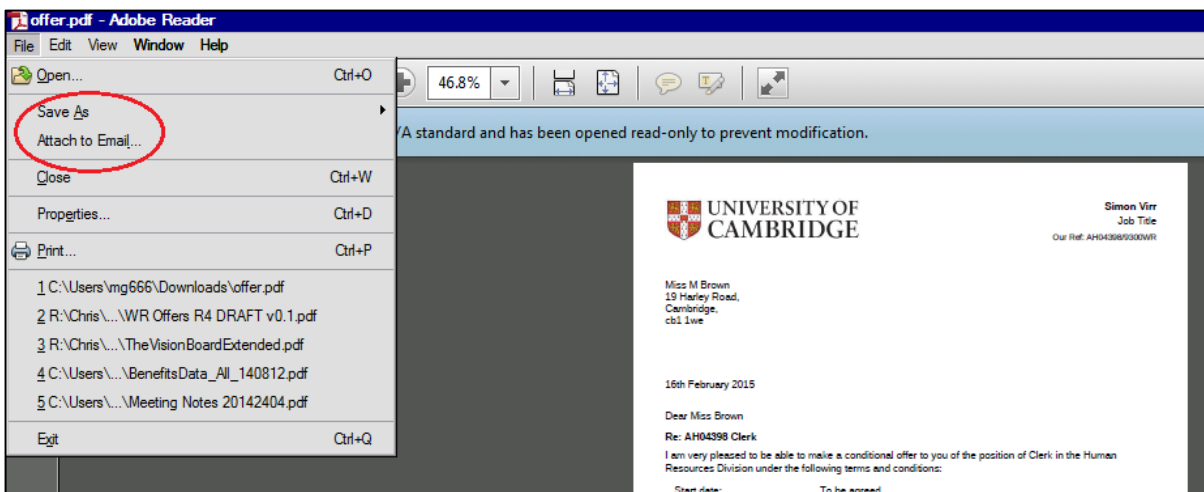 offer.pdf - Adobe Reader
File Edit View Window Help
Open... Ctrl+O
Save As
Attach to Email...
Close Ctrl+W
Properties... Ctrl+D
Print... Ctrl+P
1 C:\Users\mg666\Downloads\offer.pdf
2 R:\Chris\...\WR Offers R4 DRAFT v0.1.pdf
3 R:\Chris\...\TheVisionBoardExtended.pdf
4 C:\Users\...\BenefitsData_All_140812.pdf
5 C:\Users\...\Meeting Notes 20142404.pdf
Exit Ctrl+Q
46.8%
/A standard and has been opened read-only to prevent modification.
UNIVERSITY OF
CAMBRIDGE
Simon Virr
Job Title
Our Ref: AH04398/9300WR
Miss M Brown
19 Harley Road,
Cambridge,
cb1 1we
16th February 2015
Dear Miss Brown
Re: AH04398 Clerk
I am very pleased to be able to make a conditional offer to you of the position of Clerk in the Human
Resources Division under the following terms and conditions:
Start date: To be agreed